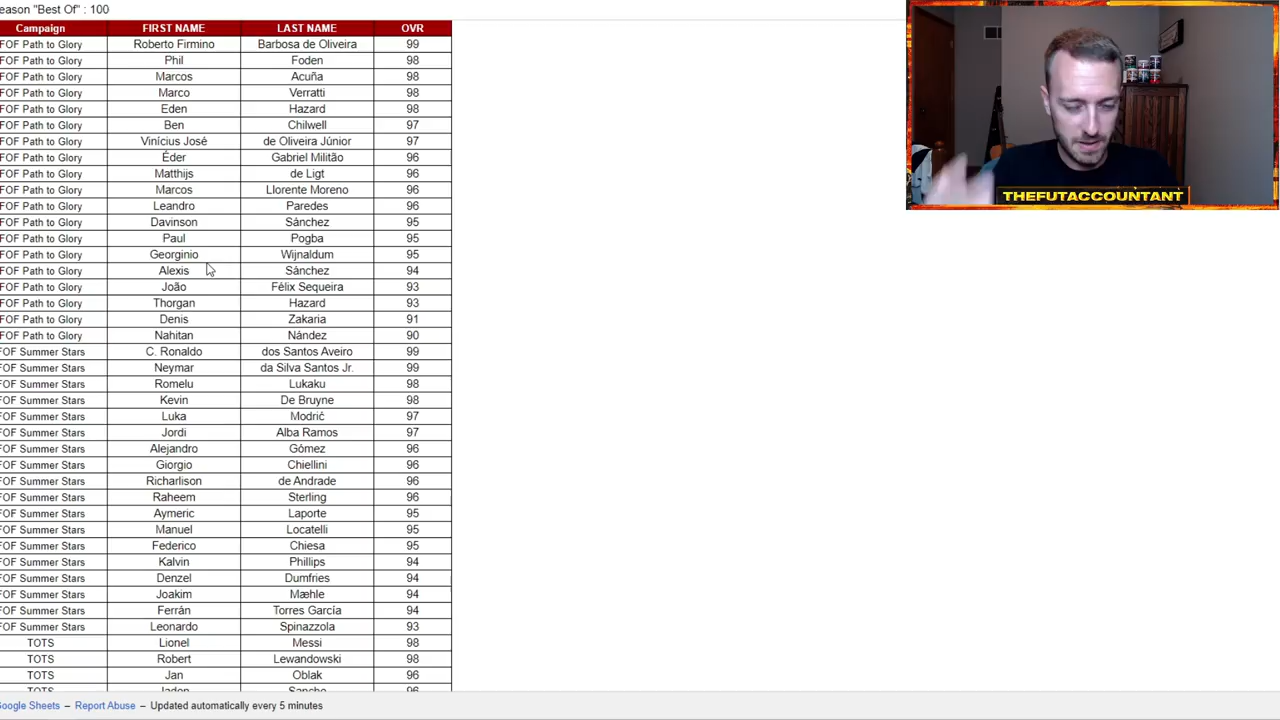 eason "Best Of" : 100
Campaign FIRST NAME LAST NAME OVR
FOF Path to Glory Roberto Firmino Barbosa de Oliveira 99
FOF Path to Glory Phil Foden 98
FOF Path to Glory Marcos Acuña 98
FOF Path to Glory Marco Verratti 98
FOF Path to Glory Eden Hazard 98
FOF Path to Glory Ben Chilwell 97
FOF Path to Glory Vinícius José de Oliveira Júnior 97
FOF Path to Glory Éder Gabriel Militão 96
FOF Path to Glory Matthijs de Ligt 96
FOF Path to Glory Marcos Llorente Moreno 96
FOF Path to Glory Leandro Paredes 96
FOF Path to Glory Davinson Sánchez 95
FOF Path to Glory Paul Pogba 95
FOF Path to Glory Georginio Wijnaldum 95
FOF Path to Glory Alexis Sánchez 94
FOF Path to Glory João Félix Sequeira 93
FOF Path to Glory Thorgan Hazard 93
FOF Path to Glory Denis Zakaria 91
FOF Path to Glory Nahitan Nández 90
FOF Summer Stars C. Ronaldo dos Santos Aveiro 99
FOF Summer Stars Neymar da Silva Santos Jr. 99
FOF Summer Stars Romelu Lukaku 98
FOF Summer Stars Kevin De Bruyne 98
FOF Summer Stars Luka Modrić 97
FOF Summer Stars Jordi Alba Ramos 97
FOF Summer Stars Alejandro Gómez 96
FOF Summer Stars Giorgio Chiellini 96
FOF Summer Stars Richarlison de Andrade 96
FOF Summer Stars Raheem Sterling 96
FOF Summer Stars Aymeric Laporte 95
FOF Summer Stars Manuel Locatelli 95
FOF Summer Stars Federico Chiesa 95
FOF Summer Stars Kalvin Phillips 94
FOF Summer Stars Denzel Dumfries 94
FOF Summer Stars Joakim Mæhle 94
FOF Summer Stars Ferrán Torres García 94
FOF Summer Stars Leonardo Spinazzola 93
TOTS Lionel Messi 98
TOTS Robert Lewandowski 98
TOTS Jan Oblak 96
TOTS Jadon Sancho 96
Google Sheets – Report Abuse – Updated automatically every 5 minutes
THEFUTACCOUNTANT